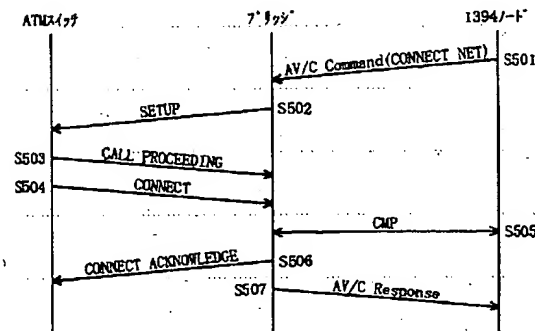 ATMスイッチ
ブリッジ
1394ノード
AV/C Command(CONNECT NET)
S501
SETUP
S502
S503
CALL PROCEEDING
S504
CONNECT
CMP
S505
CONNECT ACKNOWLEDGE
S506
S507
AV/C Response